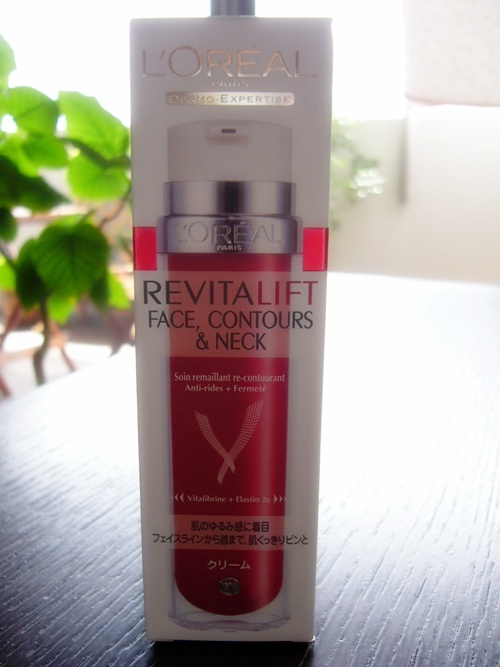 L'ORÉAL
PARIS
DERMO-EXPERTISE
L'ORÉAL
PARIS
REVITALIFT
FACE, CONTOURS
& NECK
Soin remaillant re-contourant
Anti-rides + Fermeté
Vitafibrine + Elastin 2x
肌のゆるみ感に着目
フェイスラインから首まで、肌くっきりピンと
クリーム